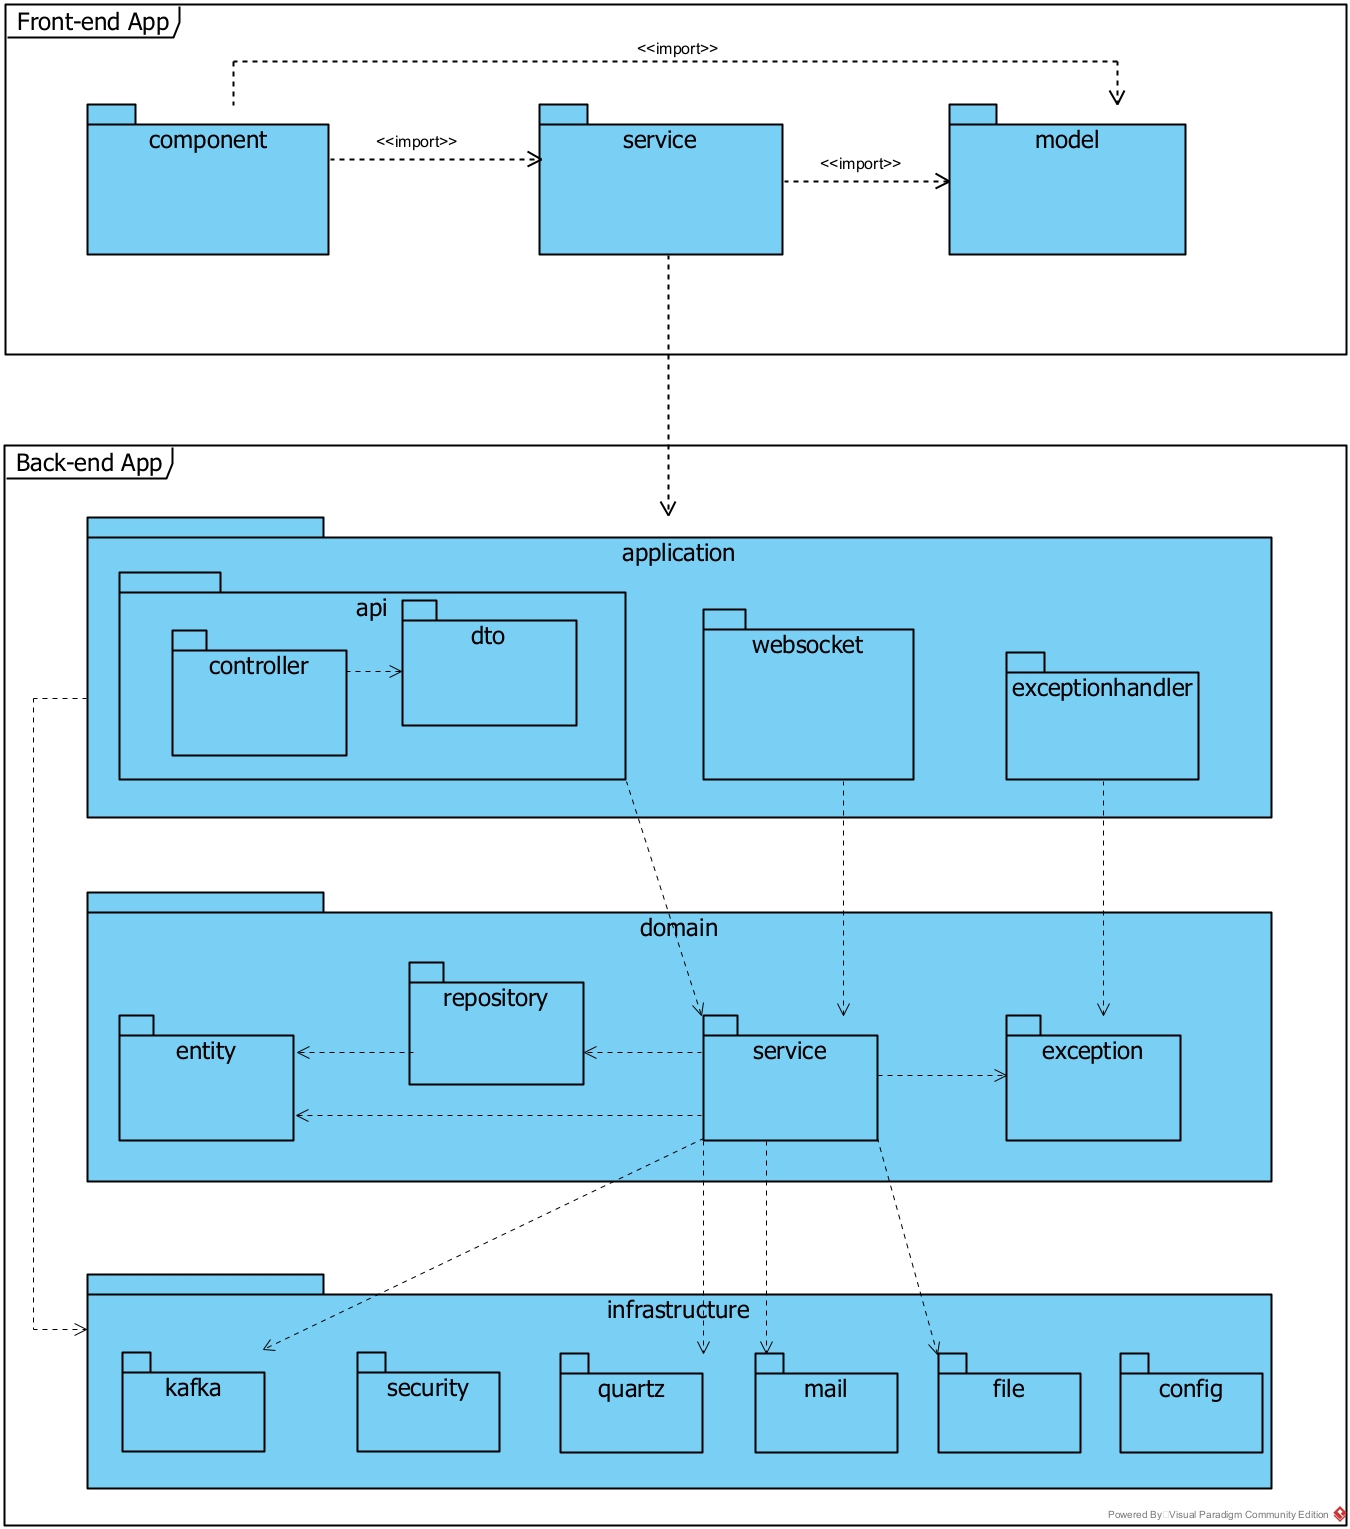 Front-end App
<<import>>
component
<<import>>
service
<<import>>
model
Back-end App
application
api
controller
dto
websocket
exceptionhandler
domain
entity
repository
service
exception
infrastructure
kafka
security
quartz
mail
file
config
Powered By Visual Paradigm Community Edition